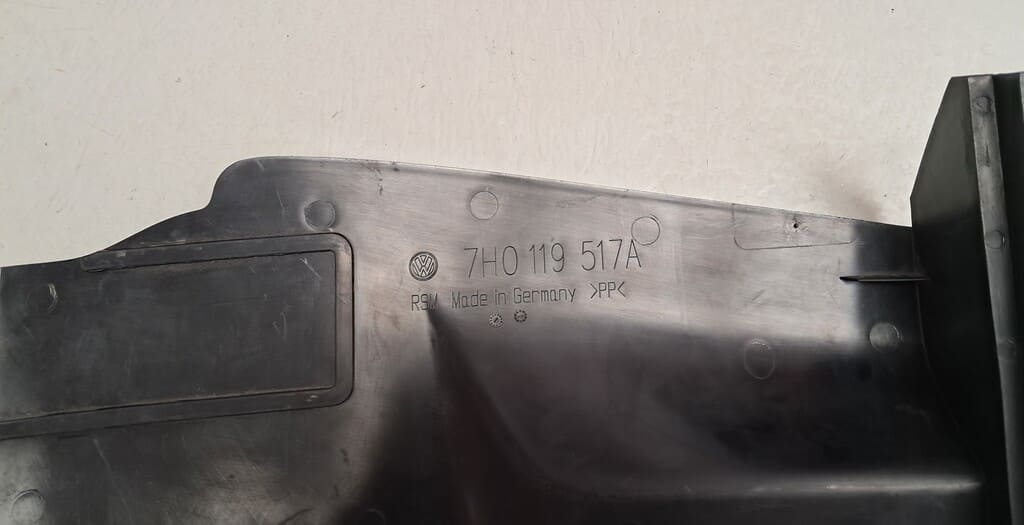 7H0 119 517A
RSM Made in Germany >PP<